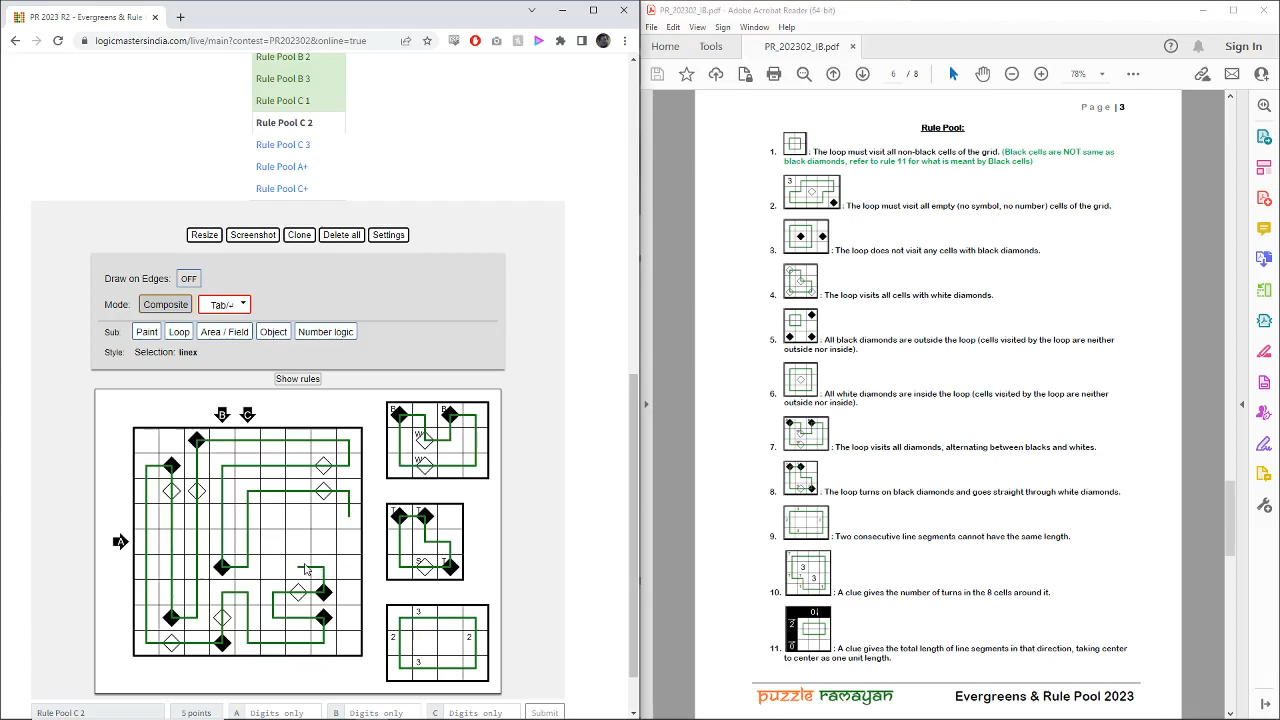 PR 2023 R2 - Evergreens & Rule
PR_202302_IB.pdf - Adobe Acrobat Reader (64-bit)
logicmastersindia.com/live/main?contest=PR202302&online=true
File Edit View Sign Window Help
Home Tools PR_202302_IB.pdf Sign In
6 / 8 78%
Rule Pool B 2
Rule Pool B 3
Rule Pool C 1
Rule Pool C 2
Rule Pool C 3
Rule Pool A+
Rule Pool C+
Resize Screenshot Clone Delete all Settings
Draw on Edges: OFF
Mode: Composite Tab/↵
Sub: Paint Loop Area / Field Object Number logic
Style: Selection: linex
Show rules
B C
A
B B
W
W
T T
S T
3
2 2
3
Rule Pool C 2 5 points A Digits only B Digits only C Digits only Submit
Page | 3
Rule Pool:
1. : The loop must visit all non-black cells of the grid. (Black cells are NOT same as
black diamonds, refer to rule 11 for what is meant by Black cells)
2. 3 : The loop must visit all empty (no symbol, no number) cells of the grid.
3. : The loop does not visit any cells with black diamonds.
4. : The loop visits all cells with white diamonds.
5. : All black diamonds are outside the loop (cells visited by the loop are neither
outside nor inside).
6. : All white diamonds are inside the loop (cells visited by the loop are neither
outside nor inside).
7. : The loop visits all diamonds, alternating between blacks and whites.
8. : The loop turns on black diamonds and goes straight through white diamonds.
9. : Two consecutive line segments cannot have the same length.
10. 3 3 : A clue gives the number of turns in the 8 cells around it.
11. : A clue gives the total length of line segments in that direction, taking center
to center as one unit length.
puzzle ramayan Evergreens & Rule Pool 2023